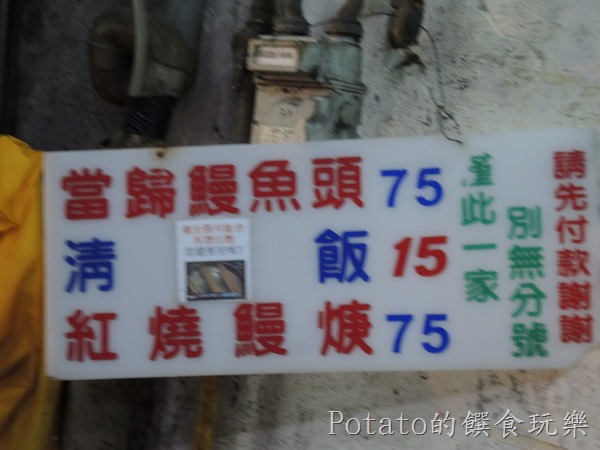 當歸鰻魚頭 75
清 飯 15
紅燒鰻焿 75
僅此一家
別無分號
請先付款謝謝
Potato的饌食玩樂